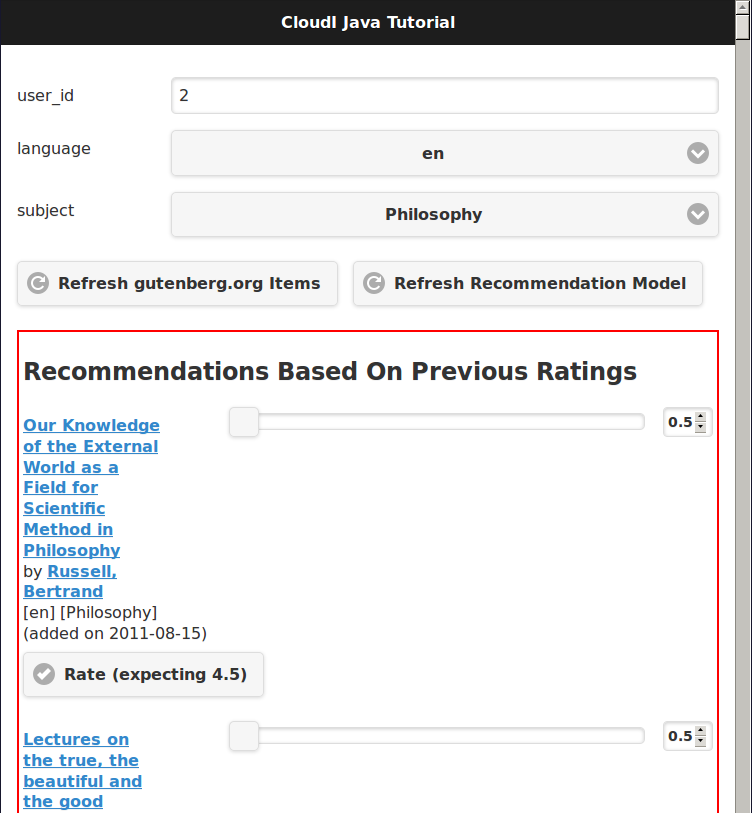 CloudI Java Tutorial
user_id 2
language en
subject Philosophy
Refresh gutenberg.org Items Refresh Recommendation Model
Recommendations Based On Previous Ratings
Our Knowledge 0.5
of the External
World as a
Field for
Scientific
Method in
Philosophy
by Russell,
Bertrand
[en] [Philosophy]
(added on 2011-08-15)
Rate (expecting 4.5)
Lectures on 0.5
the true, the
beautiful and
the good